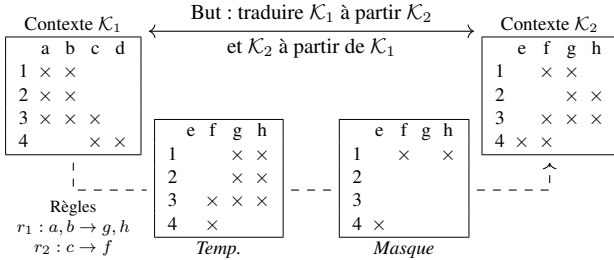 Contexte K₁
But : traduire K₁ à partir K₂
et K₂ à partir de K₁
Contexte K₂
a b c d
1 × ×
2 × ×
3 × × ×
4 × ×
e f g h
1 × ×
2 × ×
3 × × ×
4 × ×
e f g h
1 × ×
2 × ×
3 × × ×
4 ×
Temp.
e f g h
1 × ×
2
3
4 ×
Masque
Règles
r₁ : a, b → g, h
r₂ : c → f